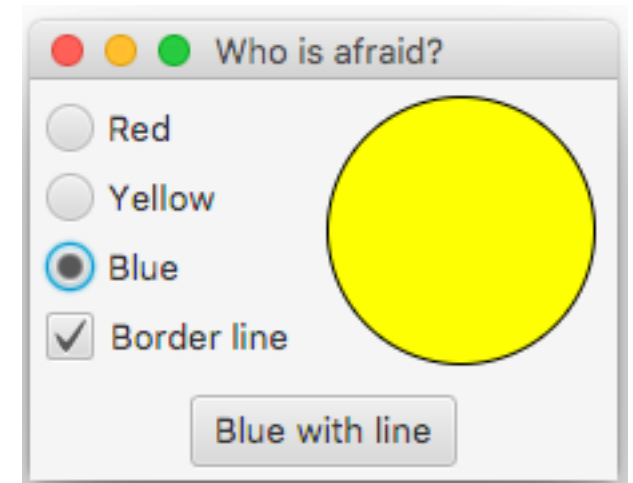 Who is afraid?
Red
Yellow
Blue
Border line
Blue with line